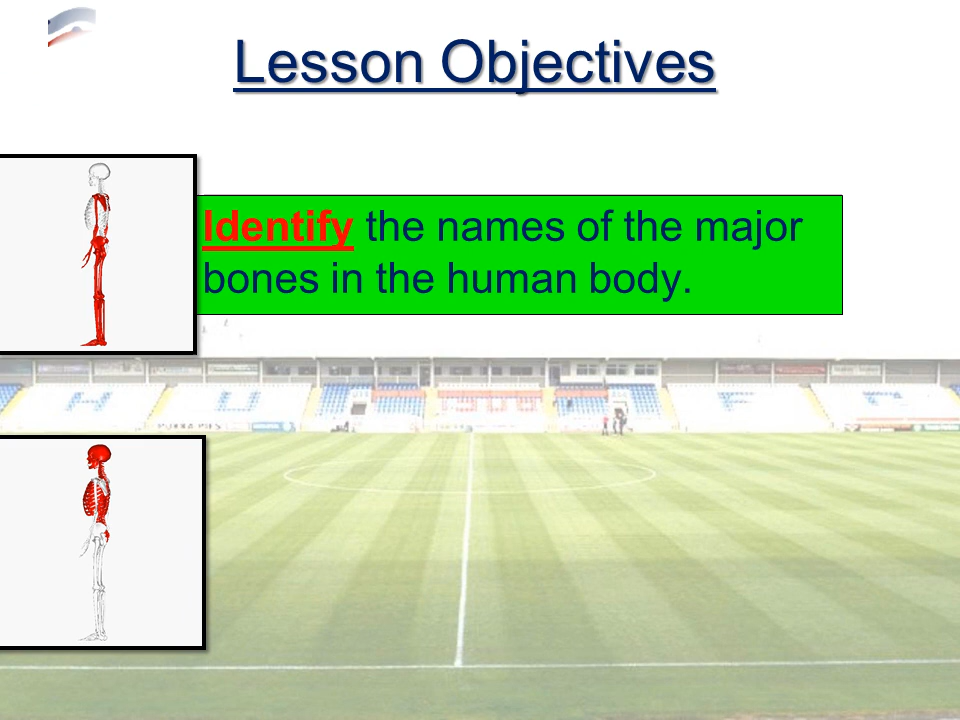 Lesson Objectives
Identify the names of the major
bones in the human body.
H U F C